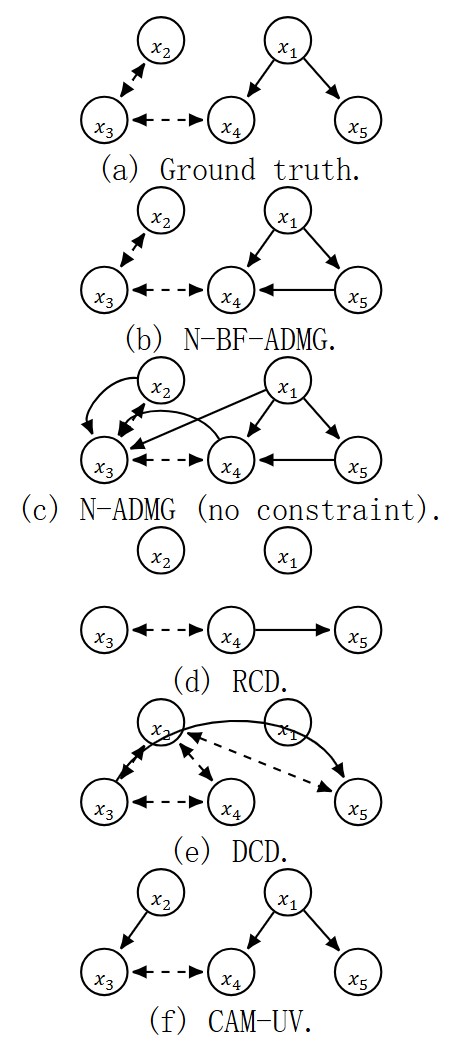 x2 x1
x3 x4 x5
(a) Ground truth.
x2 x1
x3 x4 x5
(b) N-BF-ADMG.
x2 x1
x3 x4 x5
(c) N-ADMG (no constraint).
x2 x1
x3 x4 x5
(d) RCD.
x2 x1
x3 x4 x5
(e) DCD.
x2 x1
x3 x4 x5
(f) CAM-UV.